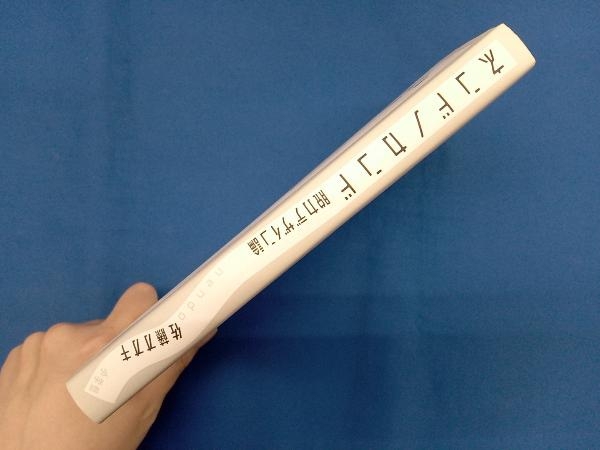 ネンドノカンド
脱力デザイン論
nendo
佐藤オオキ
小学館